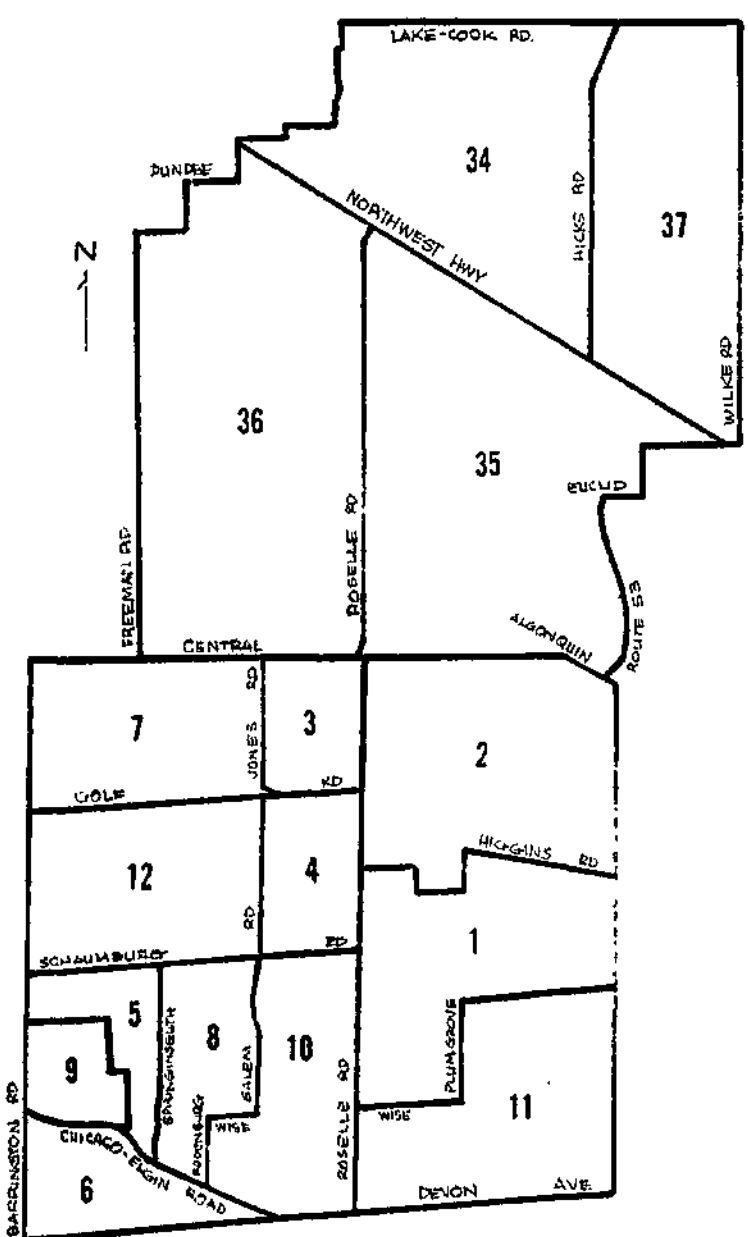 LAKE-COOK RD.
DUNDEE
34
NORTHWEST HWY
HICKS RD
37
N
WILKE RD
36
35
EUCLID
ROSELLE RD
FREEMAN RD
ROUTE 53
ALGONQUIN
CENTRAL
7
JONES RD
3
2
GOLF RD
HIGGINS RD
12
4
RD
1
SCHAUMBURG RD
5
SPRINGINSGUTH
8
SALEM
10
9
PLUMGROVE
ROSELLE RD
WISE
WISE
11
RODENBURG
BARRINGTON RD
CHICAGO-ELGIN ROAD
6
DEVON AVE